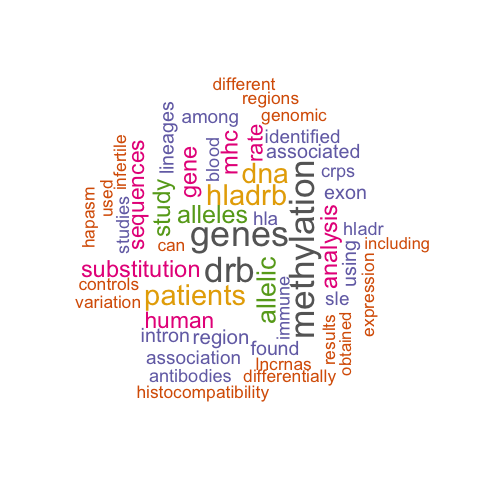 different
regions
genomic
among
lineages
blood
mhc
rate
identified
associated
infertile
sequences
gene
dna
crps
used
hapasm
studies
study
alleles
hladrb
hla
exon
methylation
analysis
using
hladr
including
can
genes
substitution
drb
allelic
immune
controls
patients
sle
expression
variation
human
results
obtained
intron
region
found
association
lncrnas
antibodies
differentially
histocompatibility